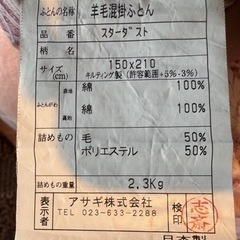 ふとんの名称 羊毛混掛ふとん
品番 スターダスト
サイズ(cm) 150×210
キルティング製 (許容範囲+5%-3%)
ふとんがわ 表地 綿 100%
裏地 綿 100%
詰めもの 毛 50%
ポリエステル 50%
詰めもの重量 2.3Kg
表示者 アサギ株式会社 検印
TEL 023-633-2288
日本製